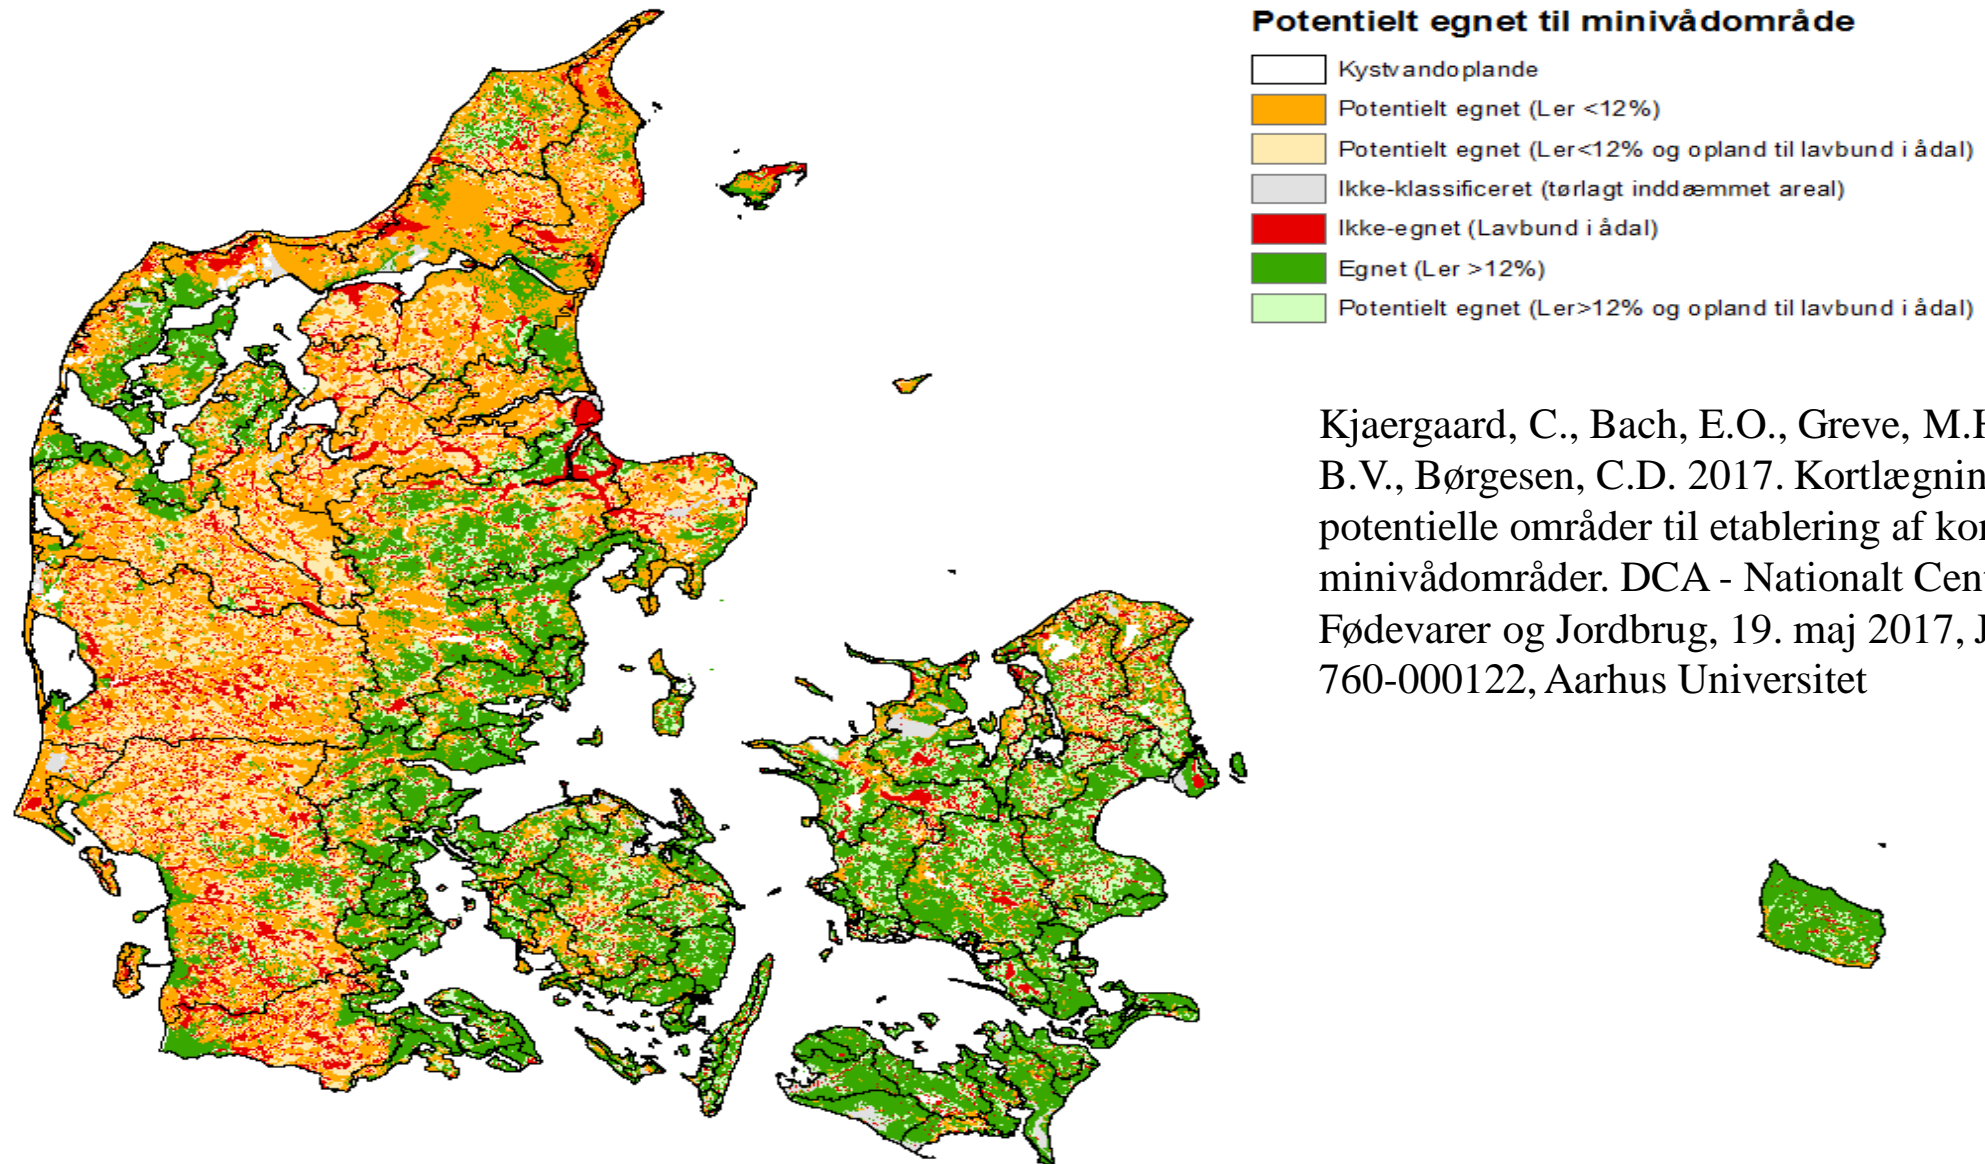 Potentielt egnet til minivådområde
Kystvandoplande
Potentielt egnet (Ler <12%)
Potentielt egnet (Ler<12% og opland til lavbund i ådal)
Ikke-klassificeret (tørlagt inddæmmet areal)
Ikke-egnet (Lavbund i ådal)
Egnet (Ler >12%)
Potentielt egnet (Ler>12% og opland til lavbund i ådal)
Kjaergaard, C., Bach, E.O., Greve, M.H
B.V., Børgesen, C.D. 2017. Kortlægnin
potentielle områder til etablering af kon
minivådområder. DCA - Nationalt Cen
Fødevarer og Jordbrug, 19. maj 2017, J
760-000122, Aarhus Universitet